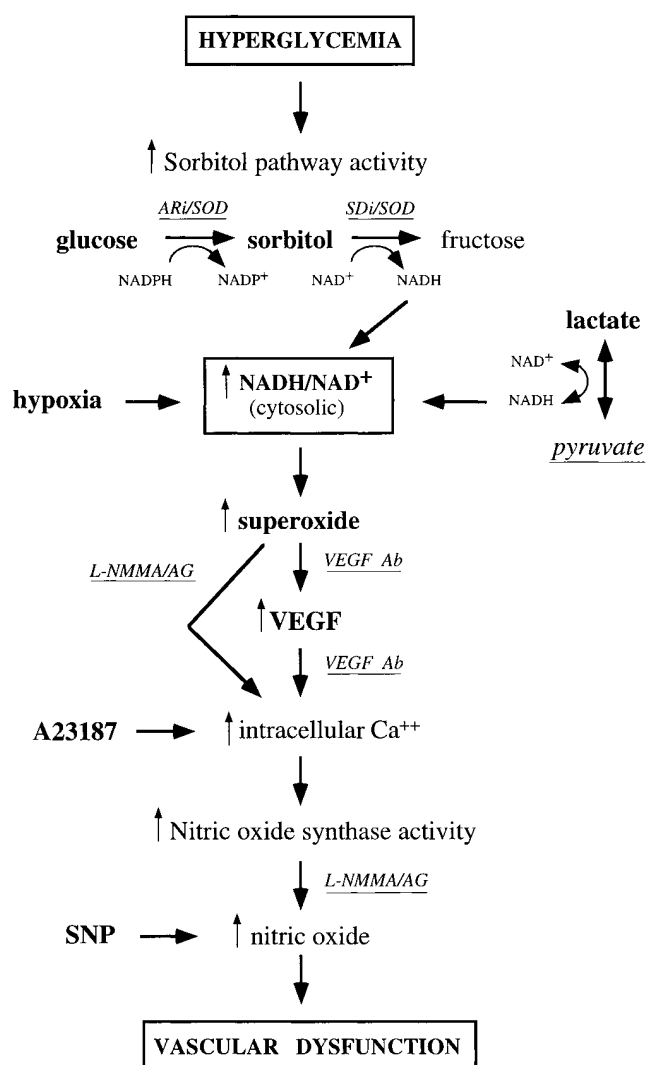 HYPERGLYCEMIA
↑ Sorbitol pathway activity
ARi/SOD SDi/SOD
glucose sorbitol fructose
NADPH NADP+ NAD+ NADH
lactate
NAD+
NADH
pyruvate
hypoxia
↑ NADH/NAD+
(cytosolic)
↑ superoxide
L-NMMA/AG VEGF Ab
↑ VEGF
VEGF Ab
A23187 ↑ intracellular Ca++
↑ Nitric oxide synthase activity
L-NMMA/AG
SNP ↑ nitric oxide
VASCULAR DYSFUNCTION